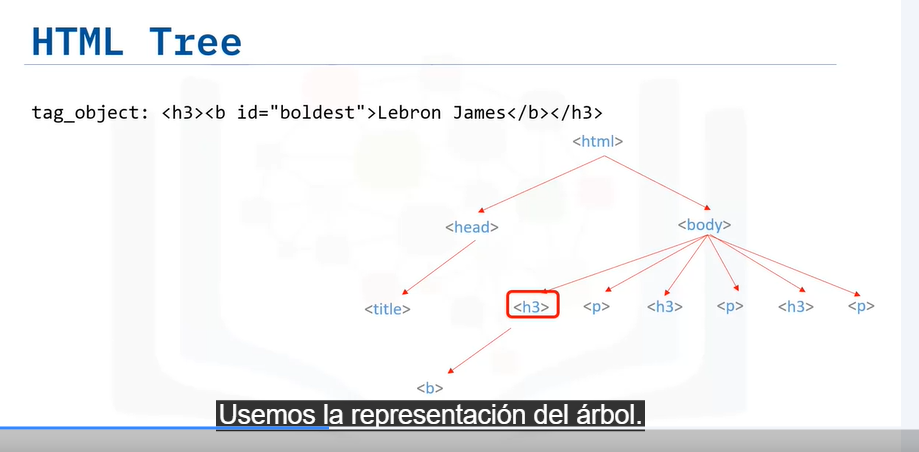 HTML Tree
tag_object: <h3><b id="boldest">Lebron James</b></h3>
<html>
<head> <body>
<title> <h3> <p> <h3> <p> <h3> <p>
<b>
Usemos la representación del árbol.